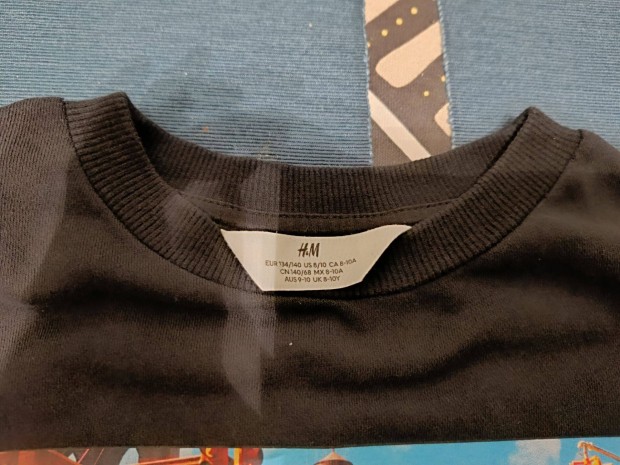 H&M
EUR 134/140 US 8/10 CA 8-10A
CN 140/68 MX 8-10A
AUS 9-10 UK 8-10Y